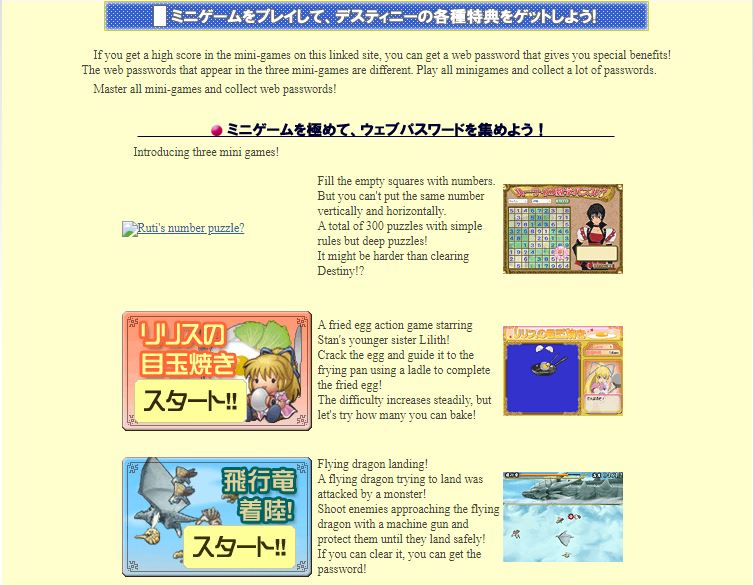 ミニゲームをプレイして、デスティニーの各種特典をゲットしよう!
If you get a high score in the mini-games on this linked site, you can get a web password that gives you special benefits!
The web passwords that appear in the three mini-games are different. Play all minigames and collect a lot of passwords.
Master all mini-games and collect web passwords!
ミニゲームを極めて、ウェブパスワードを集めよう！
Introducing three mini games!
Ruti's number puzzle?
Fill the empty squares with numbers.
But you can't put the same number
vertically and horizontally.
A total of 300 puzzles with simple
rules but deep puzzles!
It might be harder than clearing
Destiny!?
リリスの
目玉焼き
スタート!!
A fried egg action game starring
Stan's younger sister Lilith!
Crack the egg and guide it to the
frying pan using a ladle to complete
the fried egg!
The difficulty increases steadily, but
let's try how many you can bake!
リリスの目玉焼き
飛行竜
着陸!
スタート!!
Flying dragon landing!
A flying dragon trying to land was
attacked by a monster!
Shoot enemies approaching the flying
dragon with a machine gun and
protect them until they land safely!
If you can clear it, you can get the
password!